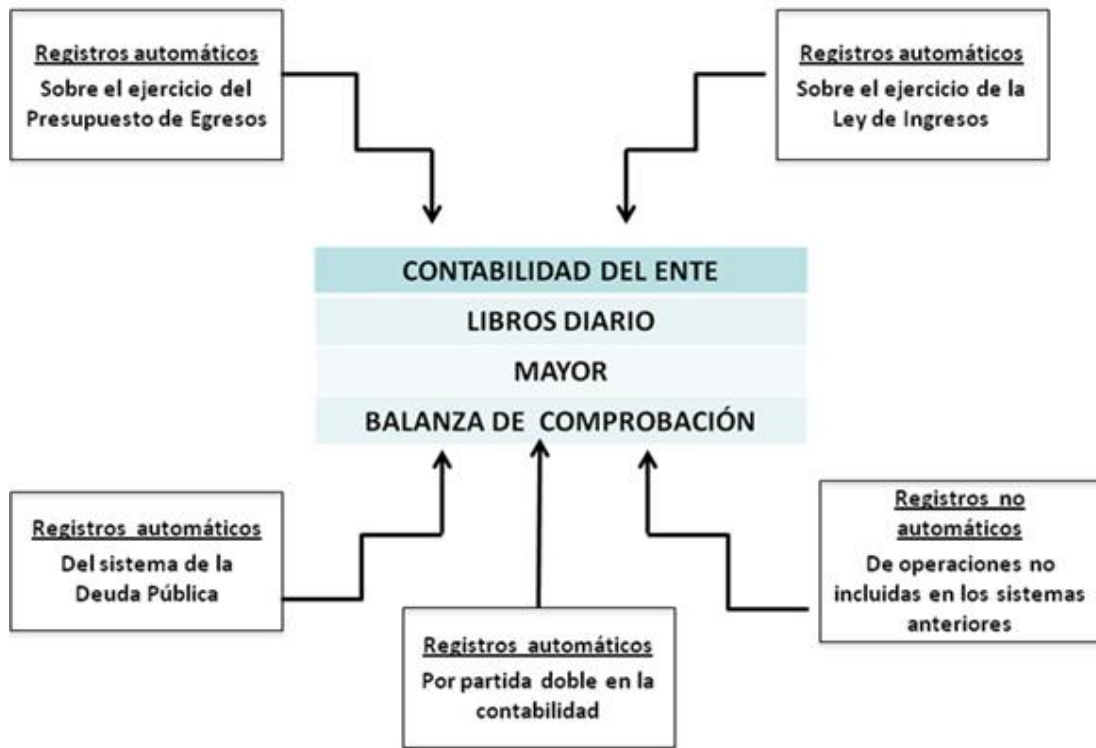 Registros automáticos
Sobre el ejercicio del
Presupuesto de Egresos
Registros automáticos
Sobre el ejercicio de la
Ley de Ingresos
CONTABILIDAD DEL ENTE
LIBROS DIARIO
MAYOR
BALANZA DE COMPROBACIÓN
Registros automáticos
Del sistema de la
Deuda Pública
Registros automáticos
Por partida doble en la
contabilidad
Registros no
automáticos
De operaciones no
incluidas en los sistemas
anteriores